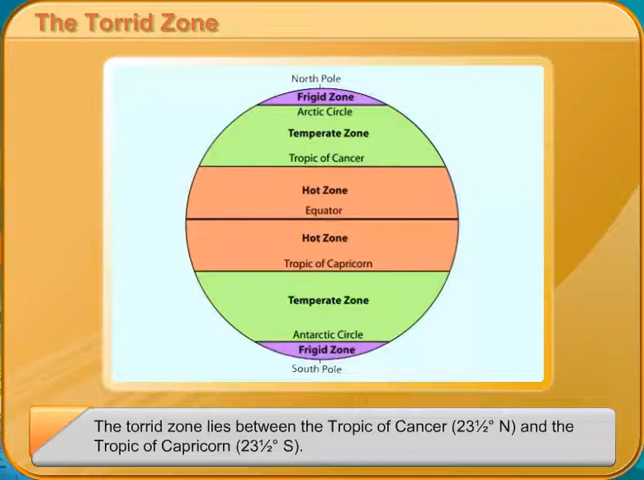 The Torrid Zone
North Pole
Frigid Zone
Arctic Circle
Temperate Zone
Tropic of Cancer
Hot Zone
Equator
Hot Zone
Tropic of Capricorn
Temperate Zone
Antarctic Circle
Frigid Zone
South Pole
The torrid zone lies between the Tropic of Cancer (23½° N) and the
Tropic of Capricorn (23½° S).